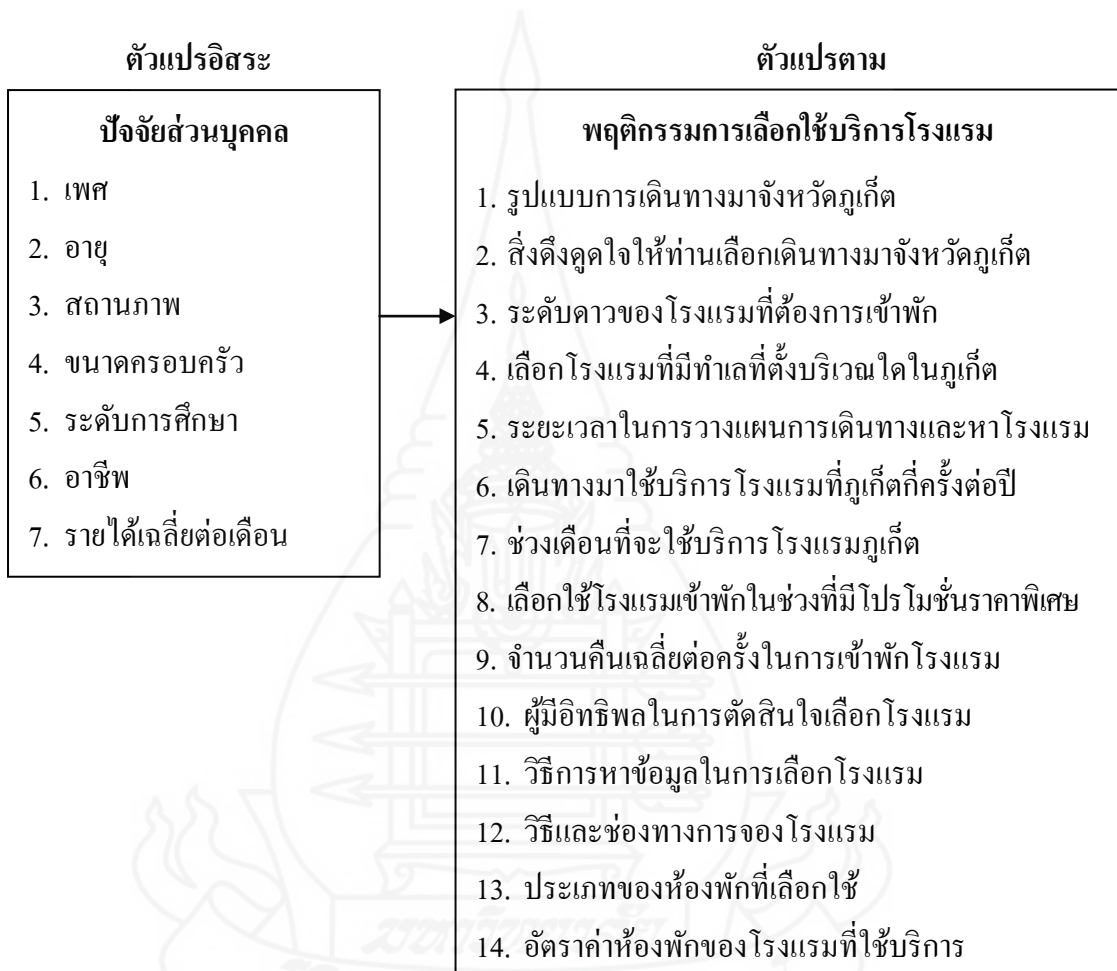 ตัวแปรอิสระ
ปัจจัยส่วนบุคคล
1. เพศ
2. อายุ
3. สถานภาพ
4. ขนาดครอบครัว
5. ระดับการศึกษา
6. อาชีพ
7. รายได้เฉลี่ยต่อเดือน
ตัวแปรตาม
พฤติกรรมการเลือกใช้บริการโรงแรม
1. รูปแบบการเดินทางมาจังหวัดภูเก็ต
2. สิ่งดึงดูดใจให้ท่านเลือกเดินทางมาจังหวัดภูเก็ต
3. ระดับดาวของโรงแรมที่ต้องการเข้าพัก
4. เลือกโรงแรมที่มีทำเลที่ตั้งบริเวณใดในภูเก็ต
5. ระยะเวลาในการวางแผนการเดินทางและหาโรงแรม
6. เดินทางมาใช้บริการโรงแรมที่ภูเก็ตกี่ครั้งต่อปี
7. ช่วงเดือนที่จะใช้บริการโรงแรมภูเก็ต
8. เลือกใช้โรงแรมเข้าพักในช่วงที่มีโปรโมชั่นราคาพิเศษ
9. จำนวนคืนเฉลี่ยต่อครั้งในการเข้าพักโรงแรม
10. ผู้มีอิทธิพลในการตัดสินใจเลือกโรงแรม
11. วิธีการหาข้อมูลในการเลือกโรงแรม
12. วิธีและช่องทางการจองโรงแรม
13. ประเภทของห้องพักที่เลือกใช้
14. อัตราค่าห้องพักของโรงแรมที่ใช้บริการ